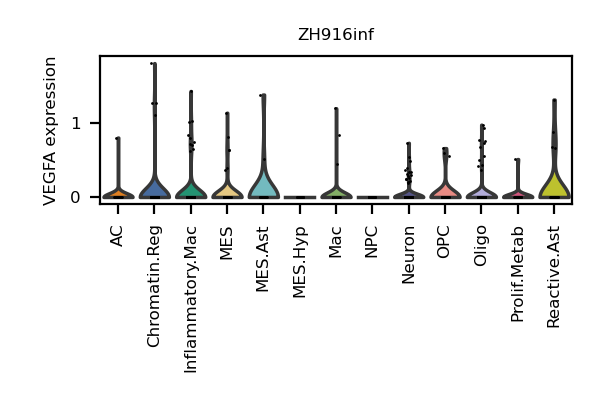 ZH916inf
VEGFA expression
1
0
AC
Chromatin.Reg
Inflammatory.Mac
MES
MES.Ast
MES.Hyp
Mac
NPC
Neuron
OPC
Oligo
Prolif.Metab
Reactive.Ast